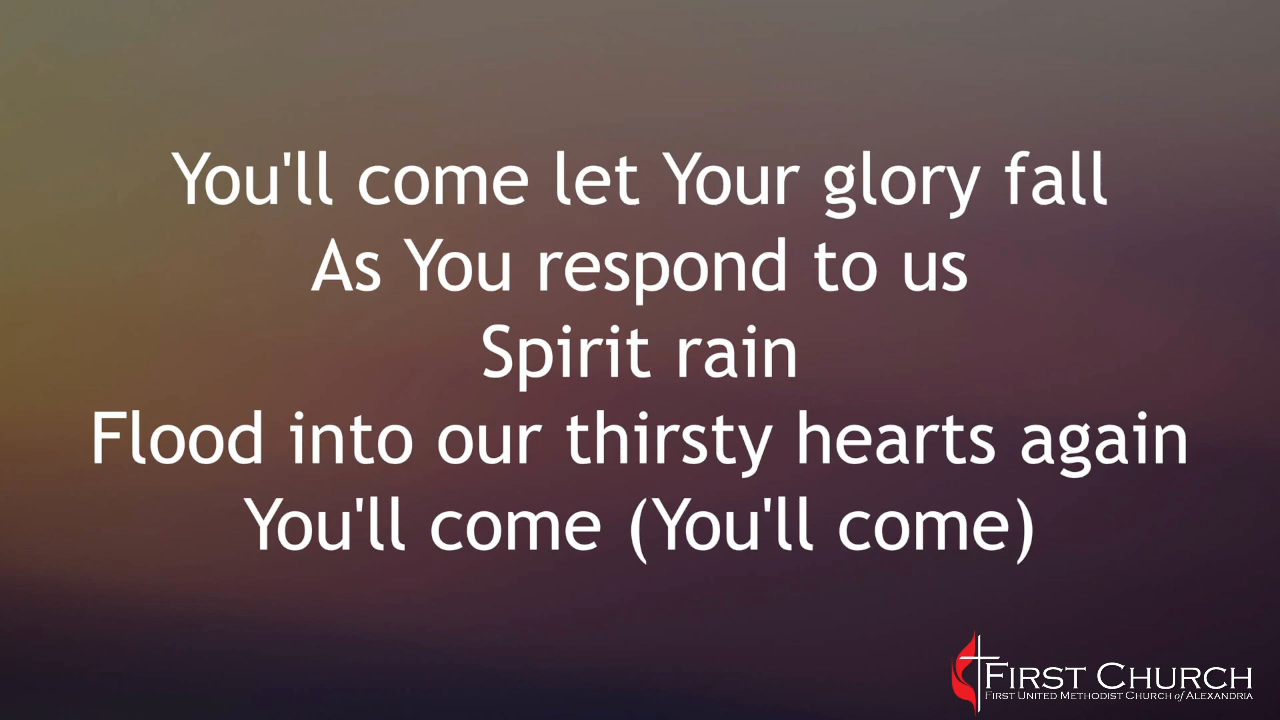 You'll come let Your glory fall
As You respond to us
Spirit rain
Flood into our thirsty hearts again
You'll come (You'll come)
First Church
First United Methodist Church of Alexandria